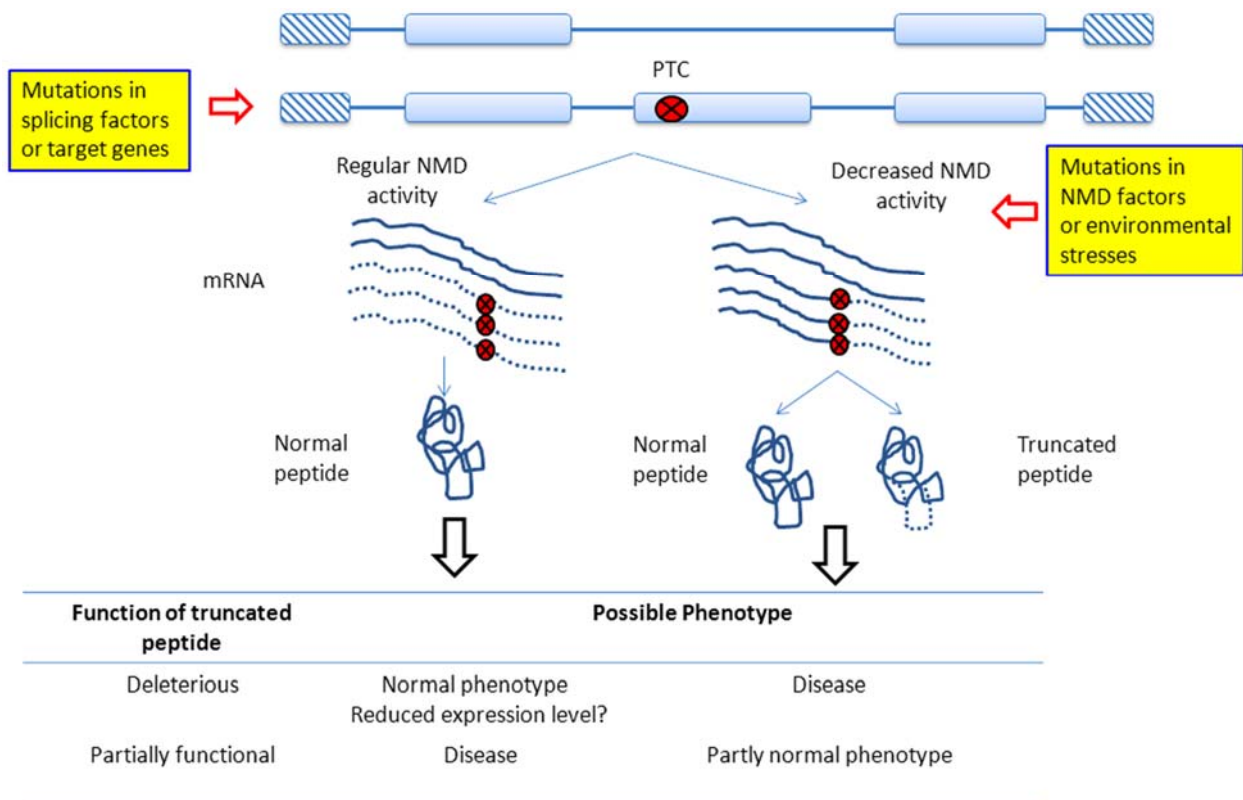 PTC
Mutations in
splicing factors
or target genes
Regular NMD
activity
Decreased NMD
activity
Mutations in
NMD factors
or environmental
stresses
mRNA
Normal
peptide
Normal
peptide
Truncated
peptide
Function of truncated
peptide
Possible Phenotype
Deleterious
Normal phenotype
Reduced expression level?
Disease
Partially functional
Disease
Partly normal phenotype